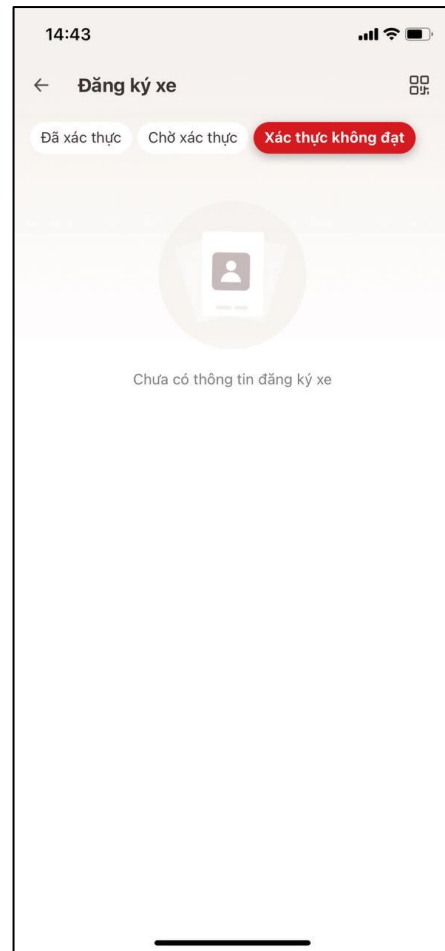 14:43
Đăng ký xe
Đã xác thực Chờ xác thực Xác thực không đạt
Chưa có thông tin đăng ký xe